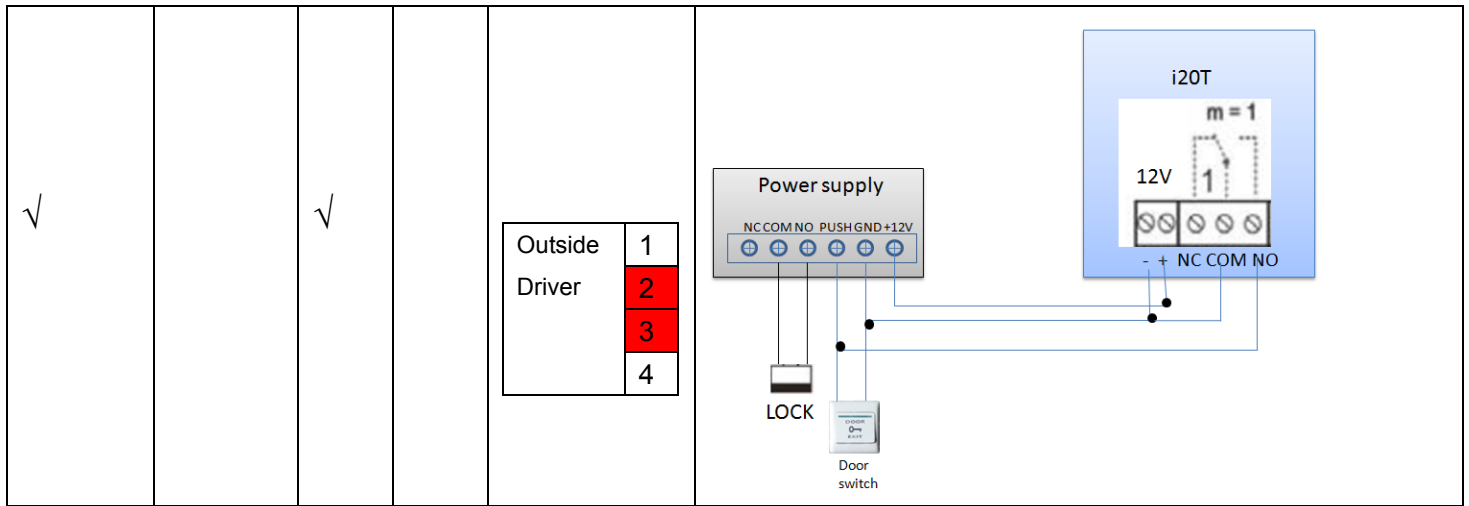 √
√
Outside 1
Driver 2
3
4
Power supply
NC COM NO PUSH GND +12V
LOCK
DOOR
EXIT
Door
switch
i20T
m = 1
12V
1
- + NC COM NO